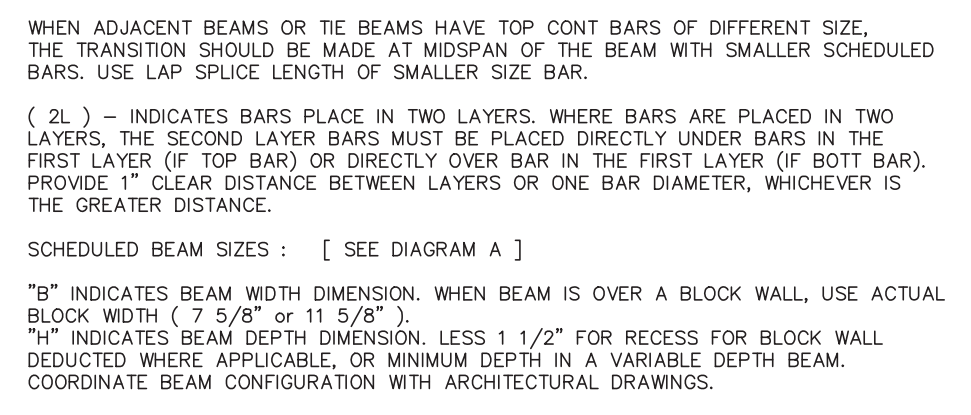 WHEN ADJACENT BEAMS OR TIE BEAMS HAVE TOP CONT BARS OF DIFFERENT SIZE,
THE TRANSITION SHOULD BE MADE AT MIDSPAN OF THE BEAM WITH SMALLER SCHEDULED
BARS. USE LAP SPLICE LENGTH OF SMALLER SIZE BAR.
( 2L ) – INDICATES BARS PLACE IN TWO LAYERS. WHERE BARS ARE PLACED IN TWO
LAYERS, THE SECOND LAYER BARS MUST BE PLACED DIRECTLY UNDER BARS IN THE
FIRST LAYER (IF TOP BAR) OR DIRECTLY OVER BAR IN THE FIRST LAYER (IF BOTT BAR).
PROVIDE 1” CLEAR DISTANCE BETWEEN LAYERS OR ONE BAR DIAMETER, WHICHEVER IS
THE GREATER DISTANCE.
SCHEDULED BEAM SIZES : [ SEE DIAGRAM A ]
”B” INDICATES BEAM WIDTH DIMENSION. WHEN BEAM IS OVER A BLOCK WALL, USE ACTUAL
BLOCK WIDTH ( 7 5/8” or 11 5/8” ).
”H” INDICATES BEAM DEPTH DIMENSION. LESS 1 1/2” FOR RECESS FOR BLOCK WALL
DEDUCTED WHERE APPLICABLE, OR MINIMUM DEPTH IN A VARIABLE DEPTH BEAM.
COORDINATE BEAM CONFIGURATION WITH ARCHITECTURAL DRAWINGS.